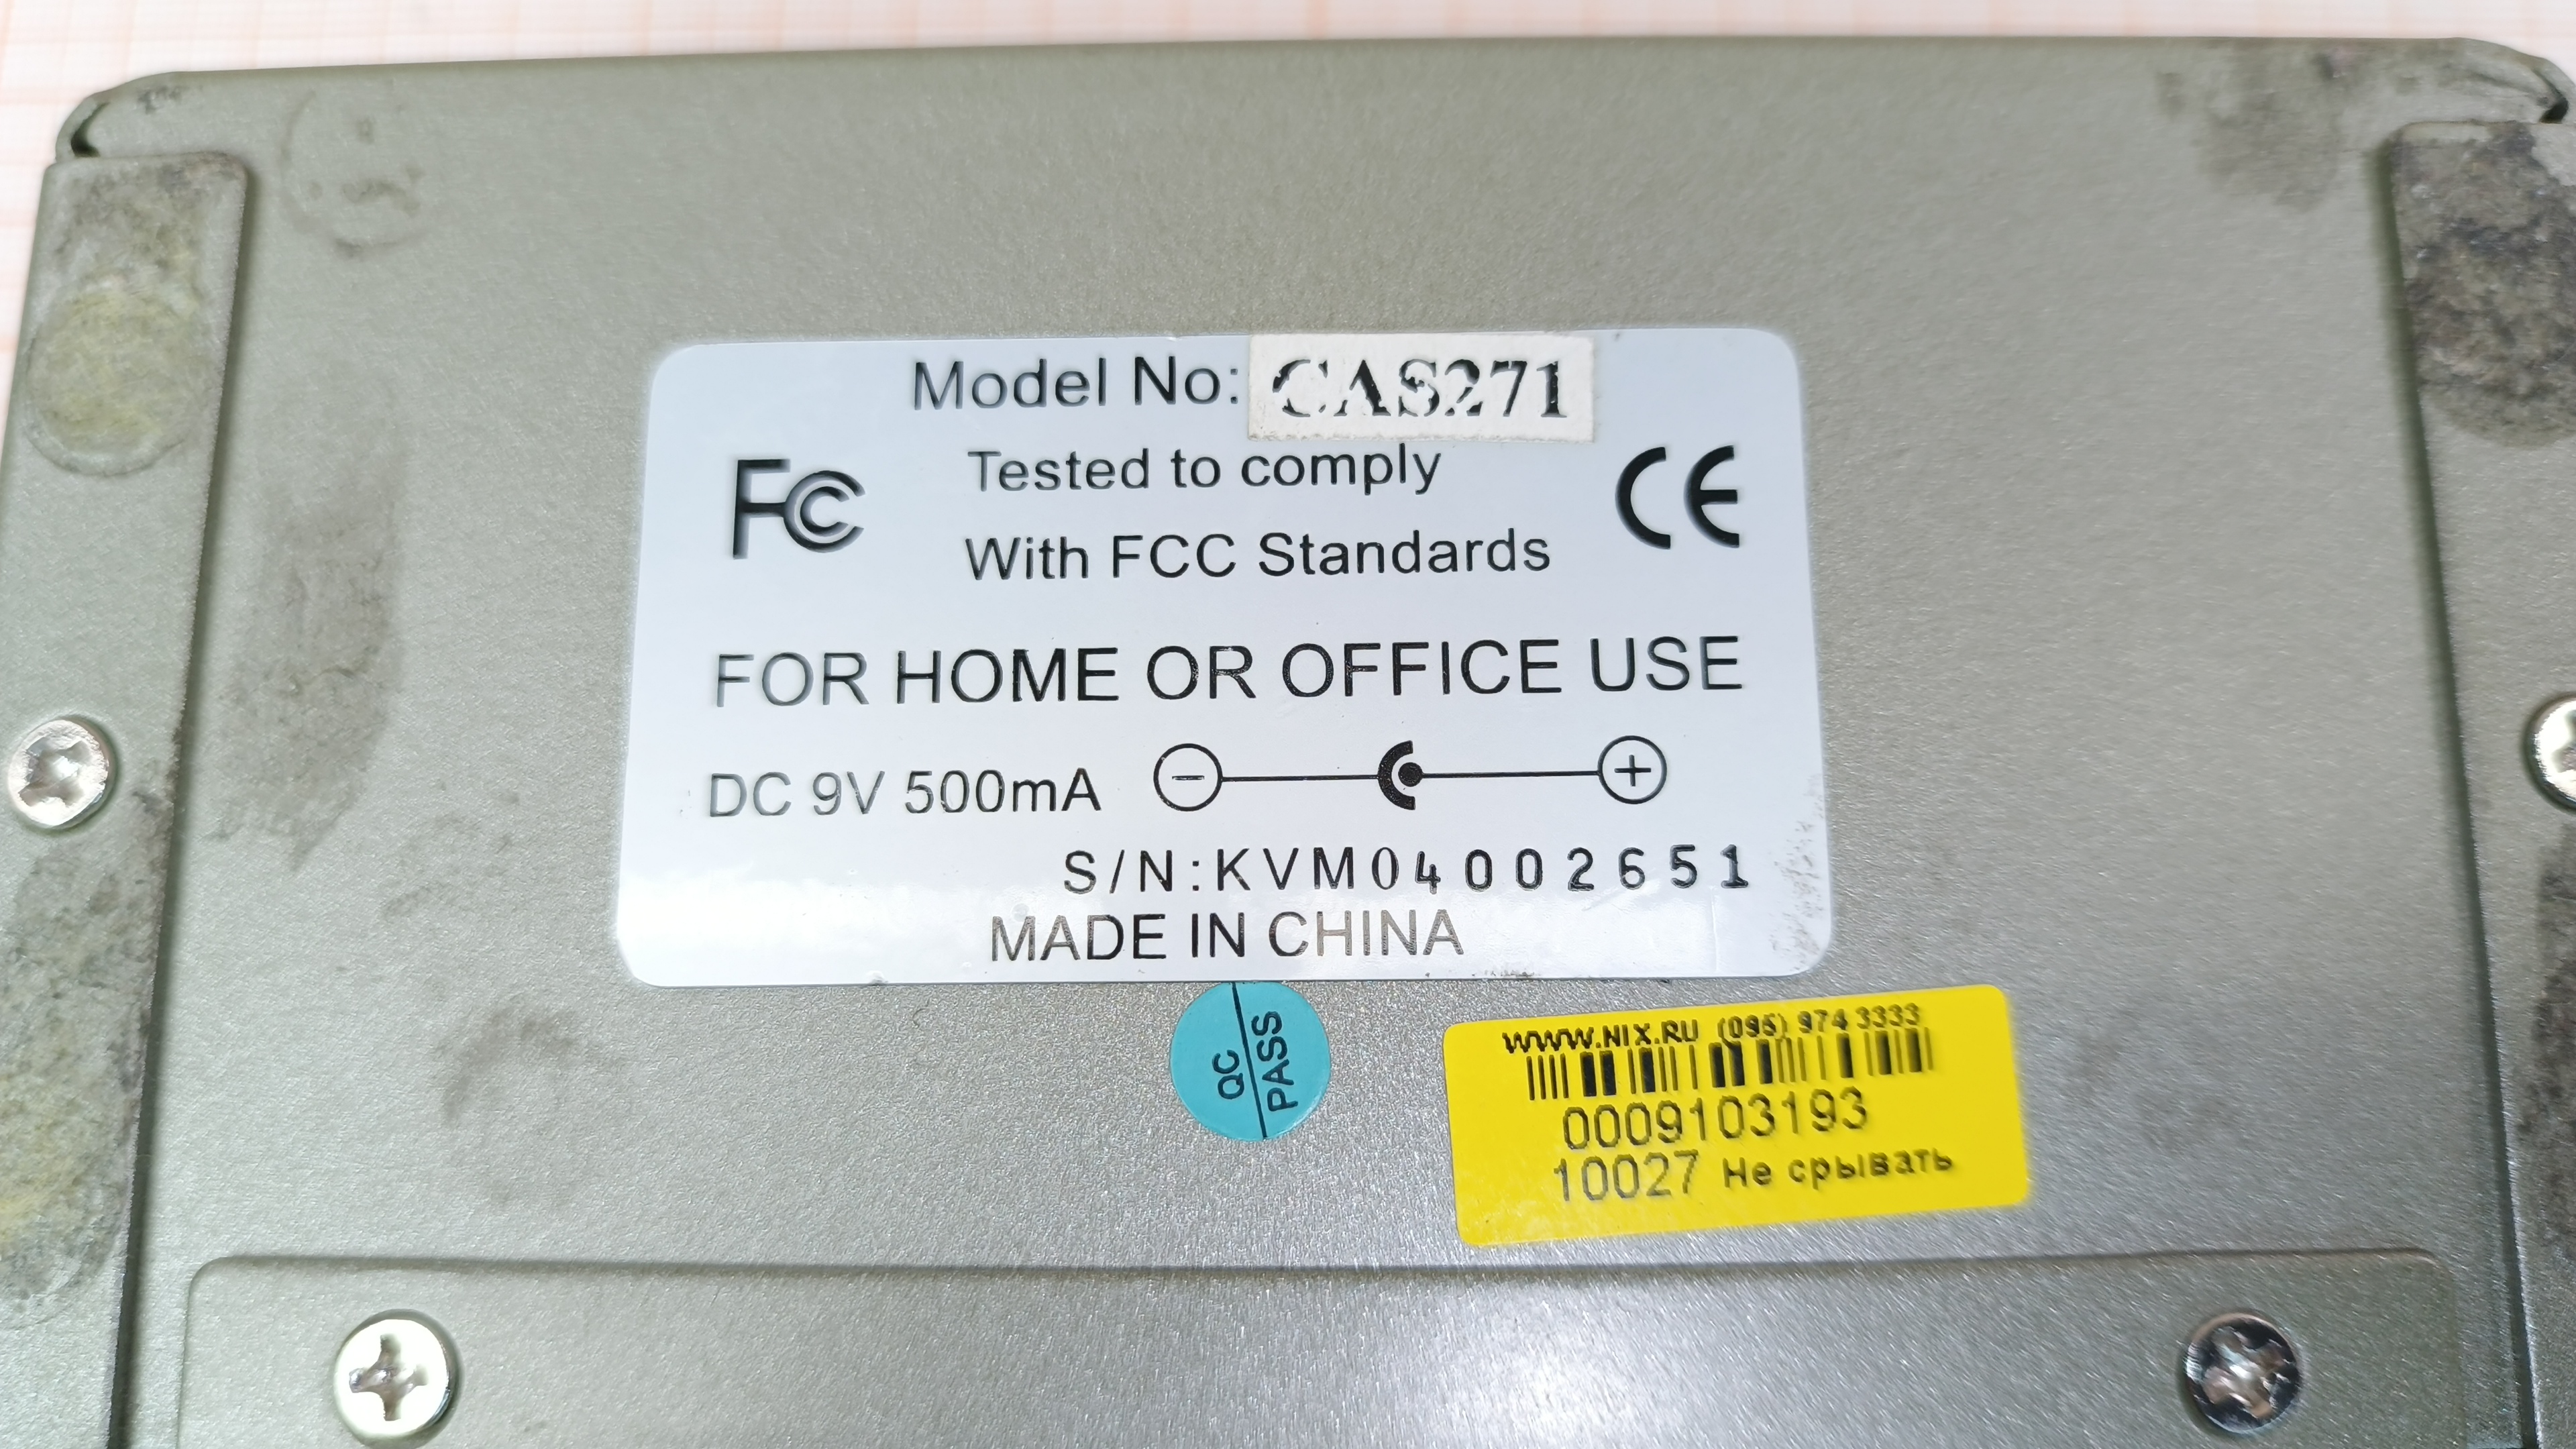 Model No: CAS271
FC
Tested to comply
CE
With FCC Standards
FOR HOME OR OFFICE USE
DC 9V 500mA
S/N:KVM04002651
MADE IN CHINA
QC
PASS
WWW.NIX.RU (095) 974 3333
0009103193
10027 Не срывать